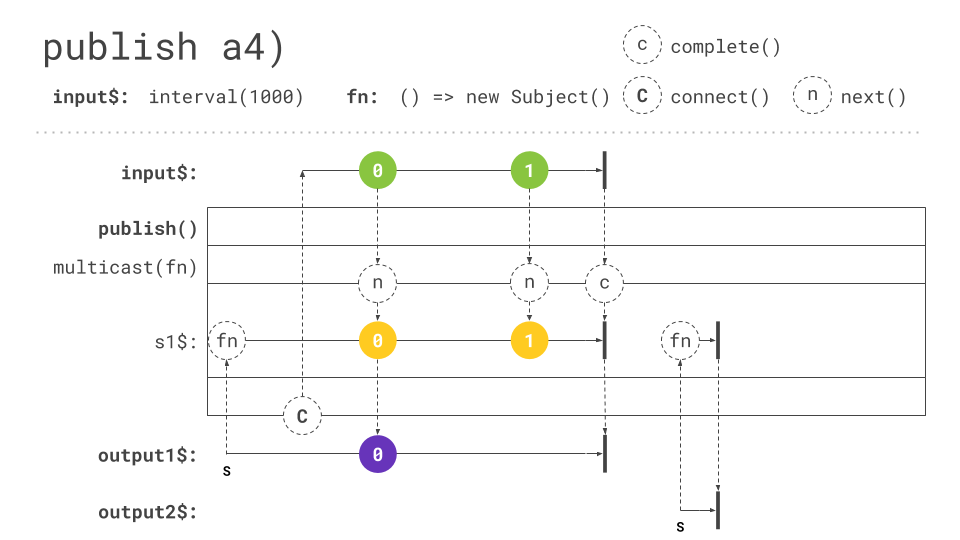 publish a4)
c complete()
input$: interval(1000) fn: () => new Subject() C connect() n next()
input$: 0 1
publish()
multicast(fn)
n n c
s1$: fn 0 1 fn
C
output1$: 0
s
output2$:
s